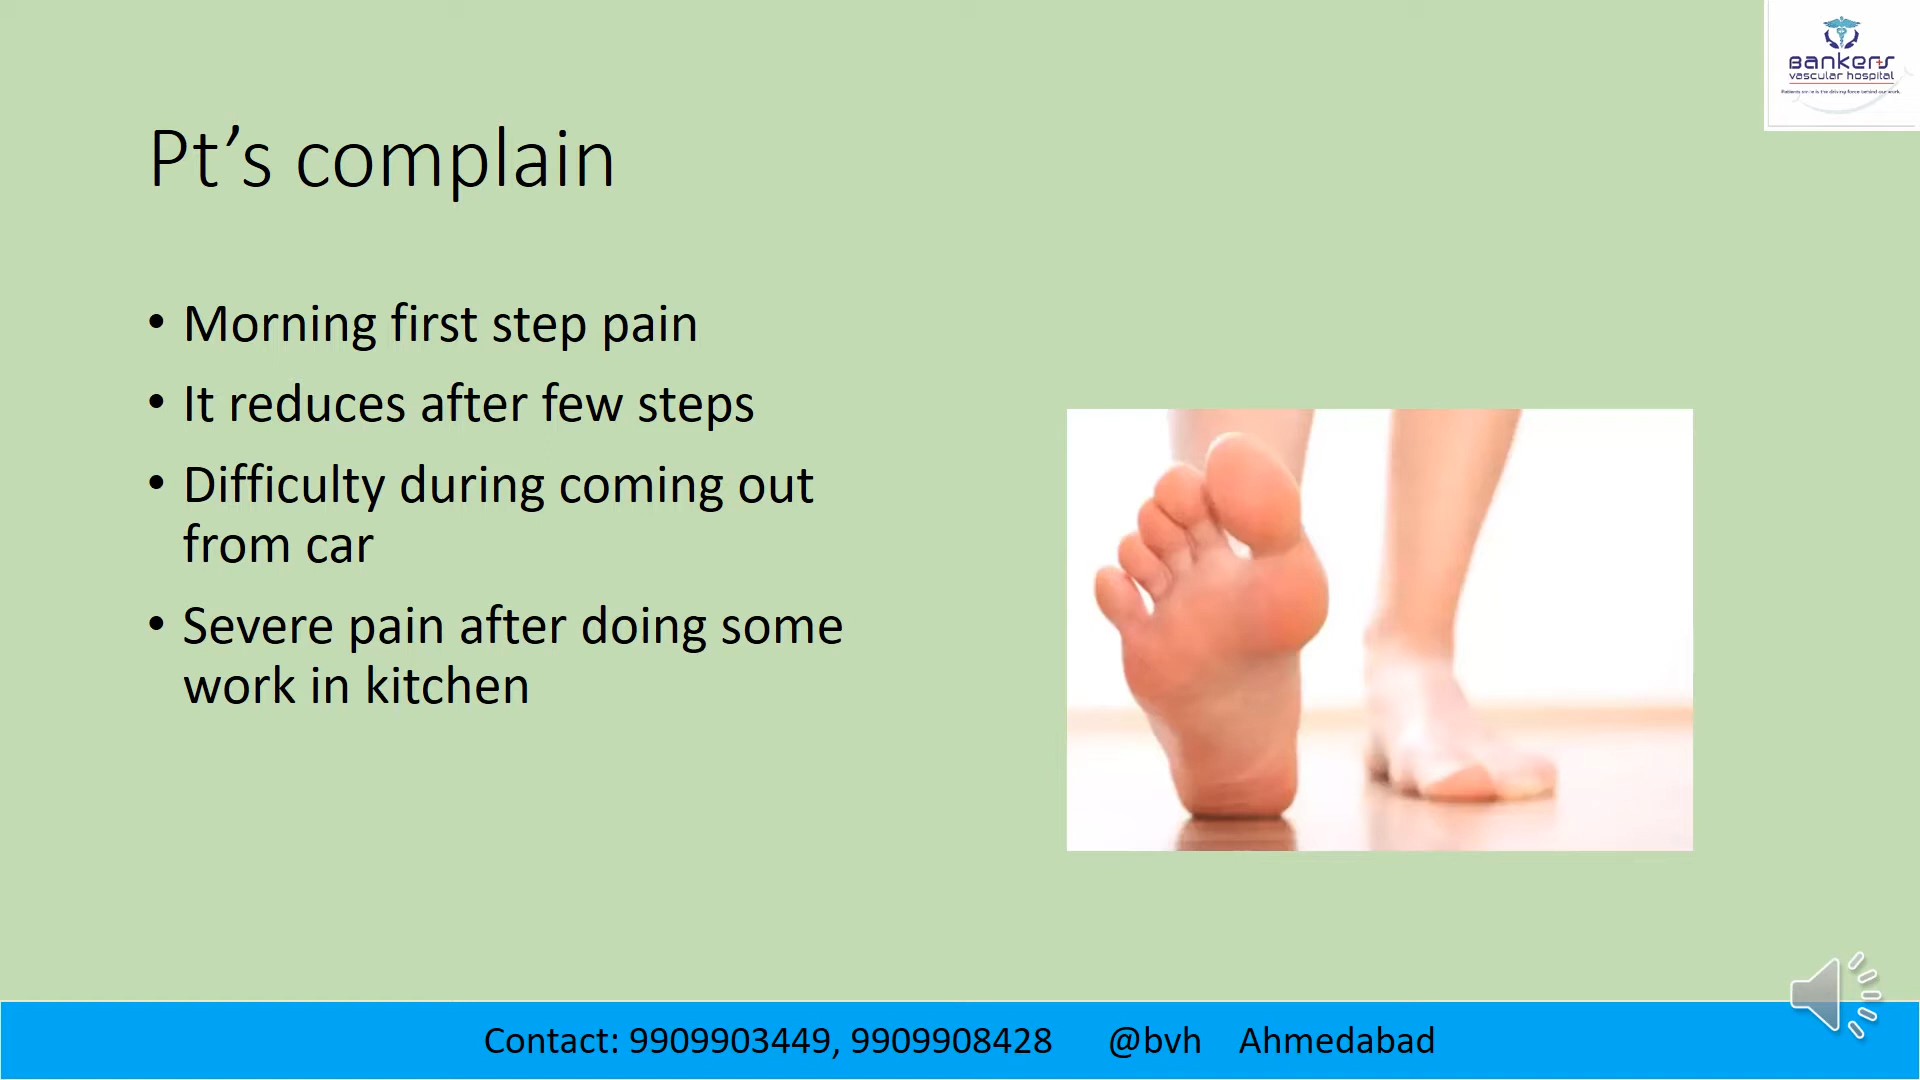 Bankers
vascular hospital
Pt’s complain
• Morning first step pain
• It reduces after few steps
• Difficulty during coming out
from car
• Severe pain after doing some
work in kitchen
Contact: 9909903449, 9909908428 @bvh Ahmedabad